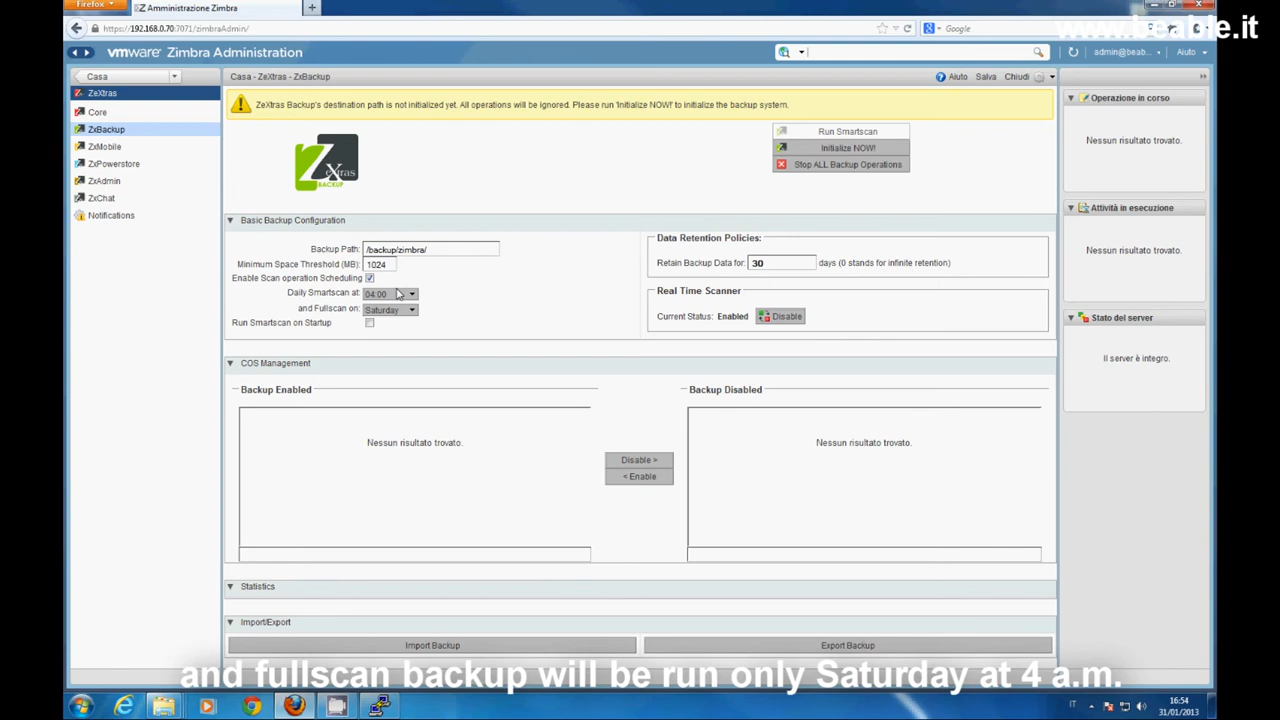 Firefox
Amministrazione Zimbra
https://192.168.0.70:7071/zimbraAdmin/
Google
www.beable.it
vmware Zimbra Administration
admin@beab...
Aiuto
Casa
Casa - ZeXtras - ZxBackup
Aiuto Salva Chiudi
ZeXtras
Core
ZxBackup
ZxMobile
ZxPowerstore
ZxAdmin
ZxChat
Notifications
ZeXtras Backup's destination path is not initialized yet. All operations will be ignored. Please run 'Initialize NOW!' to initialize the backup system.
Zextras
BACKUP
Run Smartscan
Initialize NOW!
Stop ALL Backup Operations
Basic Backup Configuration
Backup Path: /backup/zimbra/
Minimum Space Threshold (MB): 1024
Enable Scan operation Scheduling
Daily Smartscan at: 04:00
and Fullscan on: Saturday
Run Smartscan on Startup
Data Retention Policies:
Retain Backup Data for: 30 days (0 stands for infinite retention)
Real Time Scanner
Current Status: Enabled Disable
COS Management
Backup Enabled
Nessun risultato trovato.
Disable >
< Enable
Backup Disabled
Nessun risultato trovato.
Statistics
Import/Export
Import Backup
Export Backup
Operazione in corso
Nessun risultato trovato.
Attività in esecuzione
Nessun risultato trovato.
Stato del server
Il server è integro.
and fullscan backup will be run only Saturday at 4 a.m.
IT
16:54
31/01/2013